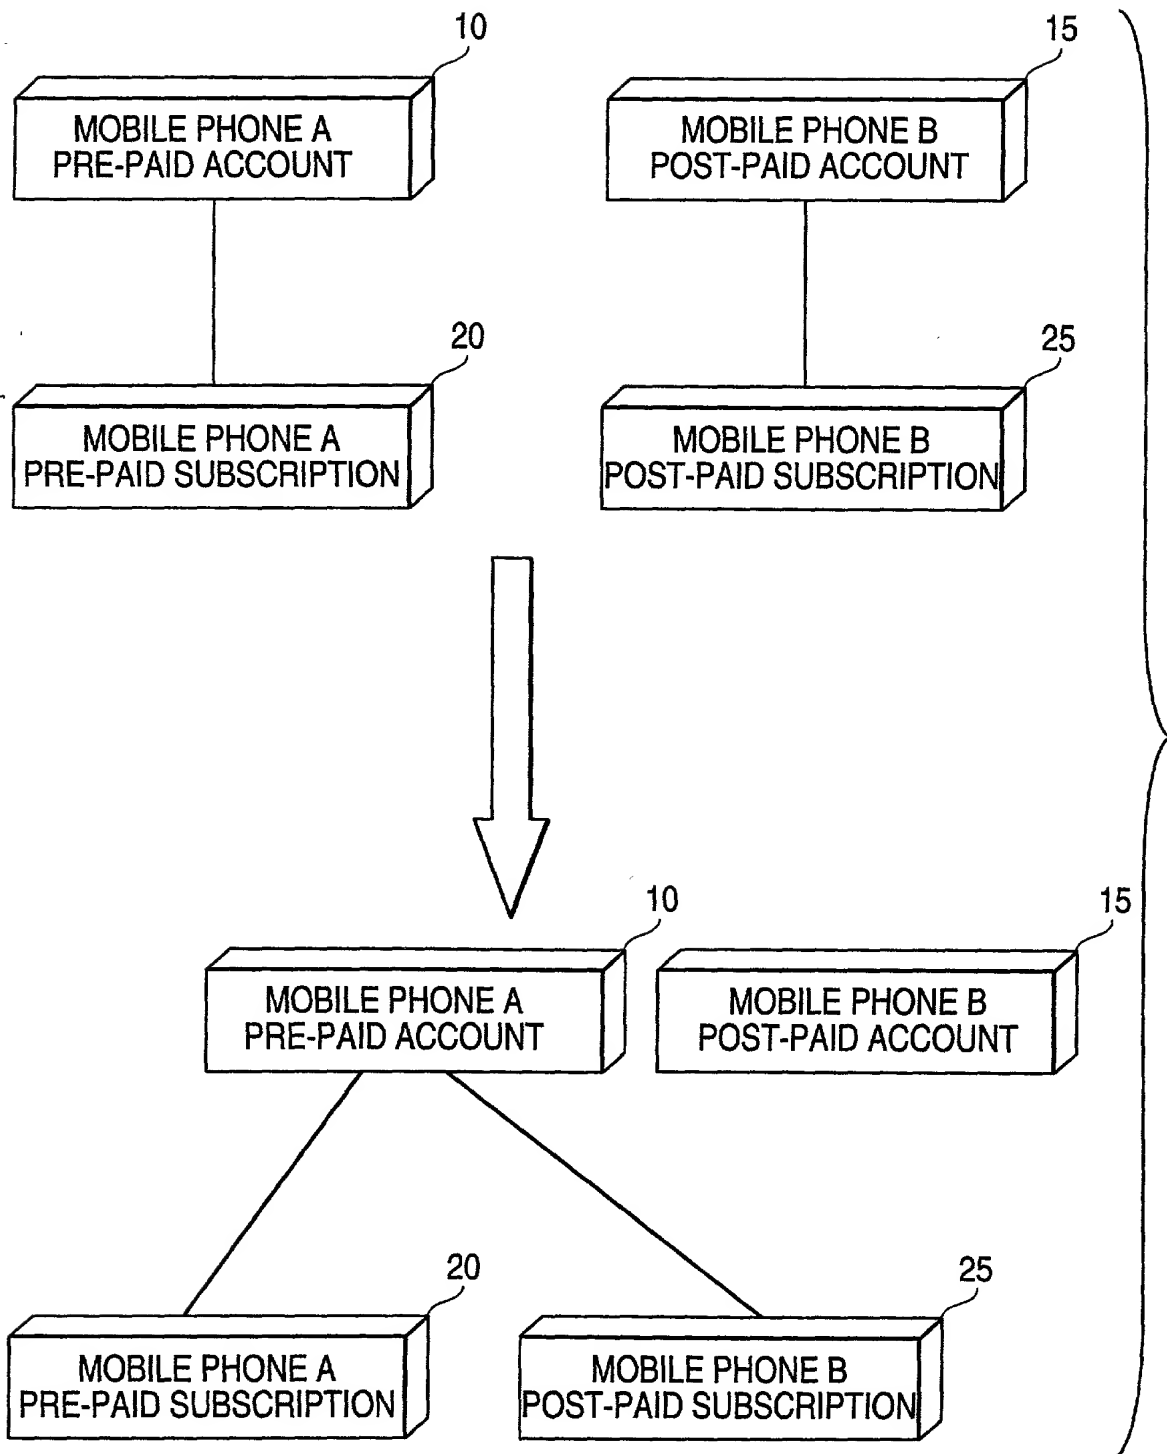 10
MOBILE PHONE A
PRE-PAID ACCOUNT
15
MOBILE PHONE B
POST-PAID ACCOUNT
20
MOBILE PHONE A
PRE-PAID SUBSCRIPTION
25
MOBILE PHONE B
POST-PAID SUBSCRIPTION
10
MOBILE PHONE A
PRE-PAID ACCOUNT
15
MOBILE PHONE B
POST-PAID ACCOUNT
20
MOBILE PHONE A
PRE-PAID SUBSCRIPTION
25
MOBILE PHONE B
POST-PAID SUBSCRIPTION